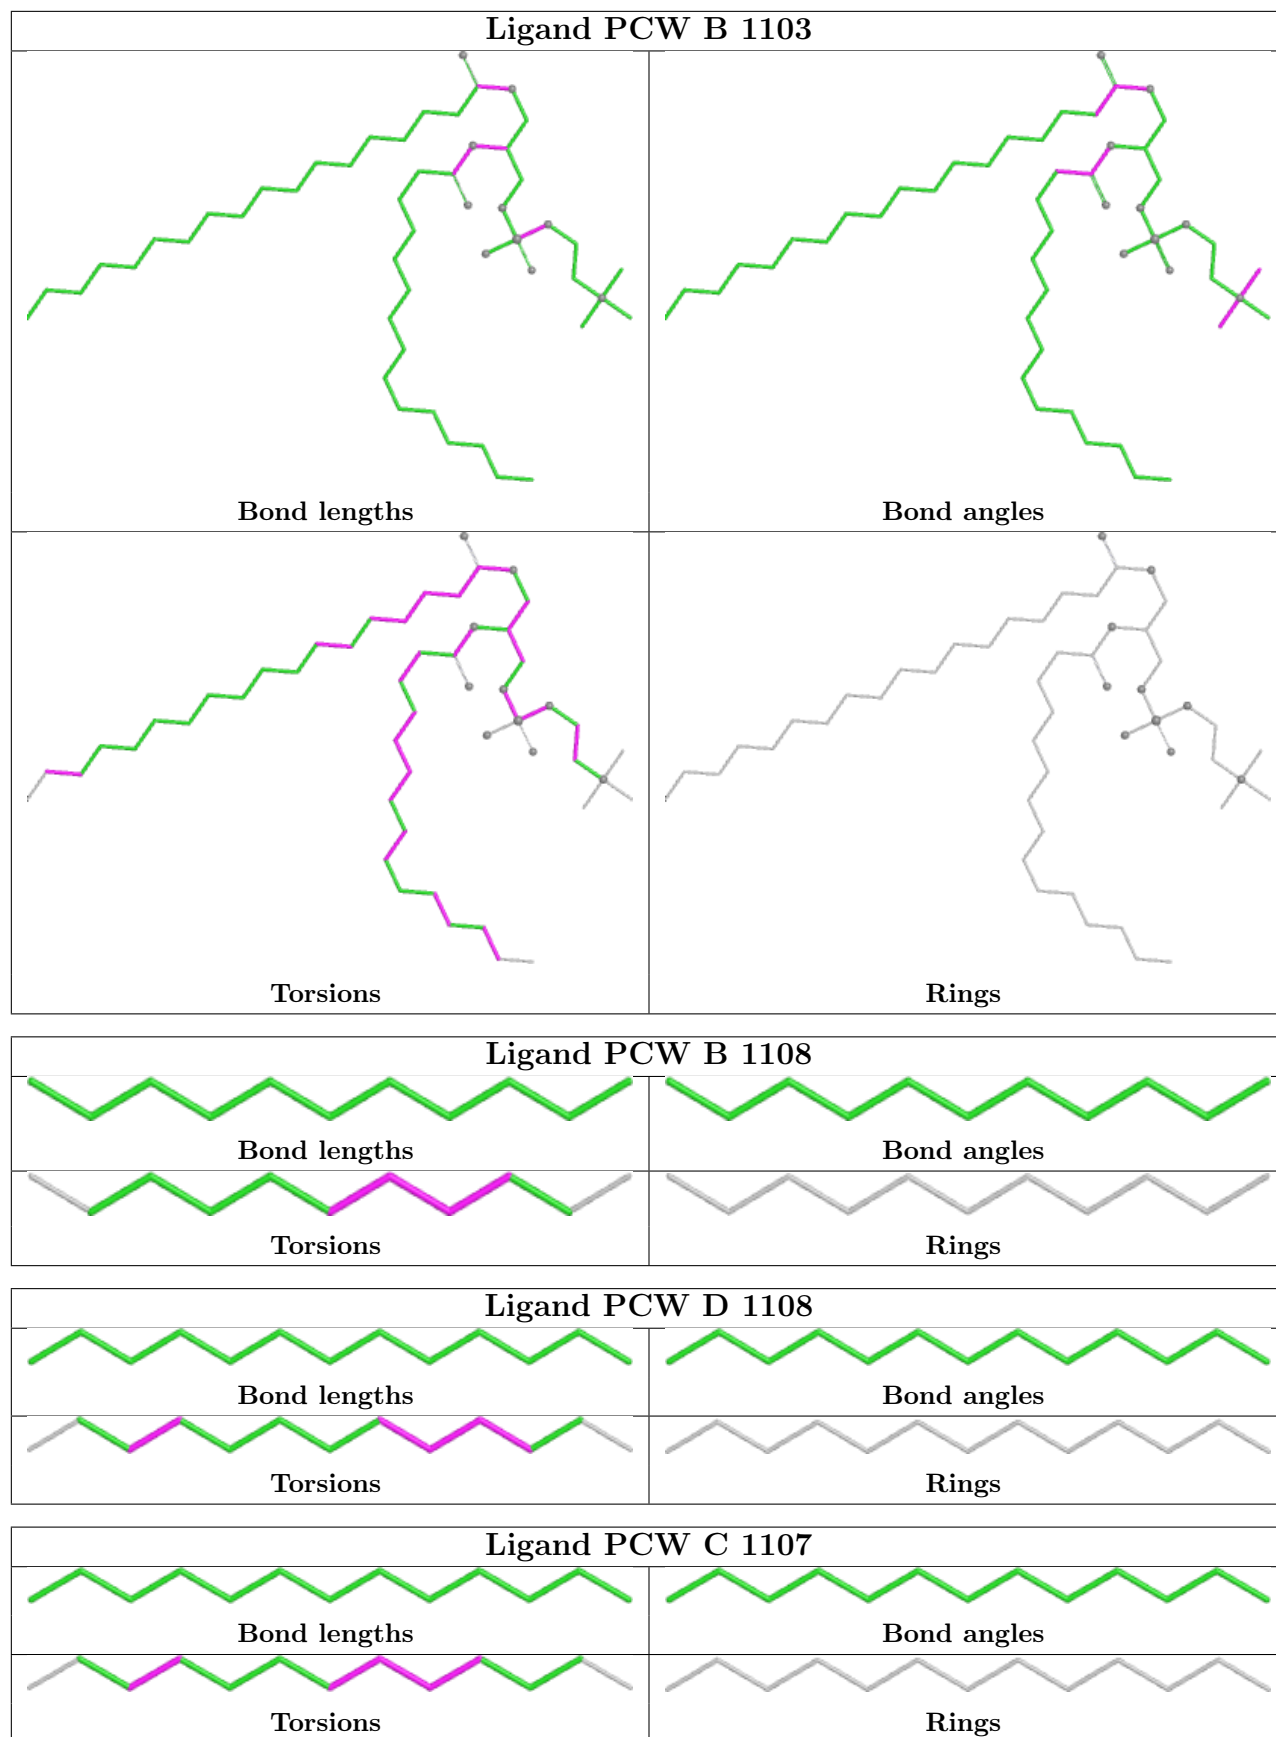 Ligand PCW B 1103
Bond lengths
Bond angles
Torsions
Rings
Ligand PCW B 1108
Bond lengths
Bond angles
Torsions
Rings
Ligand PCW D 1108
Bond lengths
Bond angles
Torsions
Rings
Ligand PCW C 1107
Bond lengths
Bond angles
Torsions
Rings